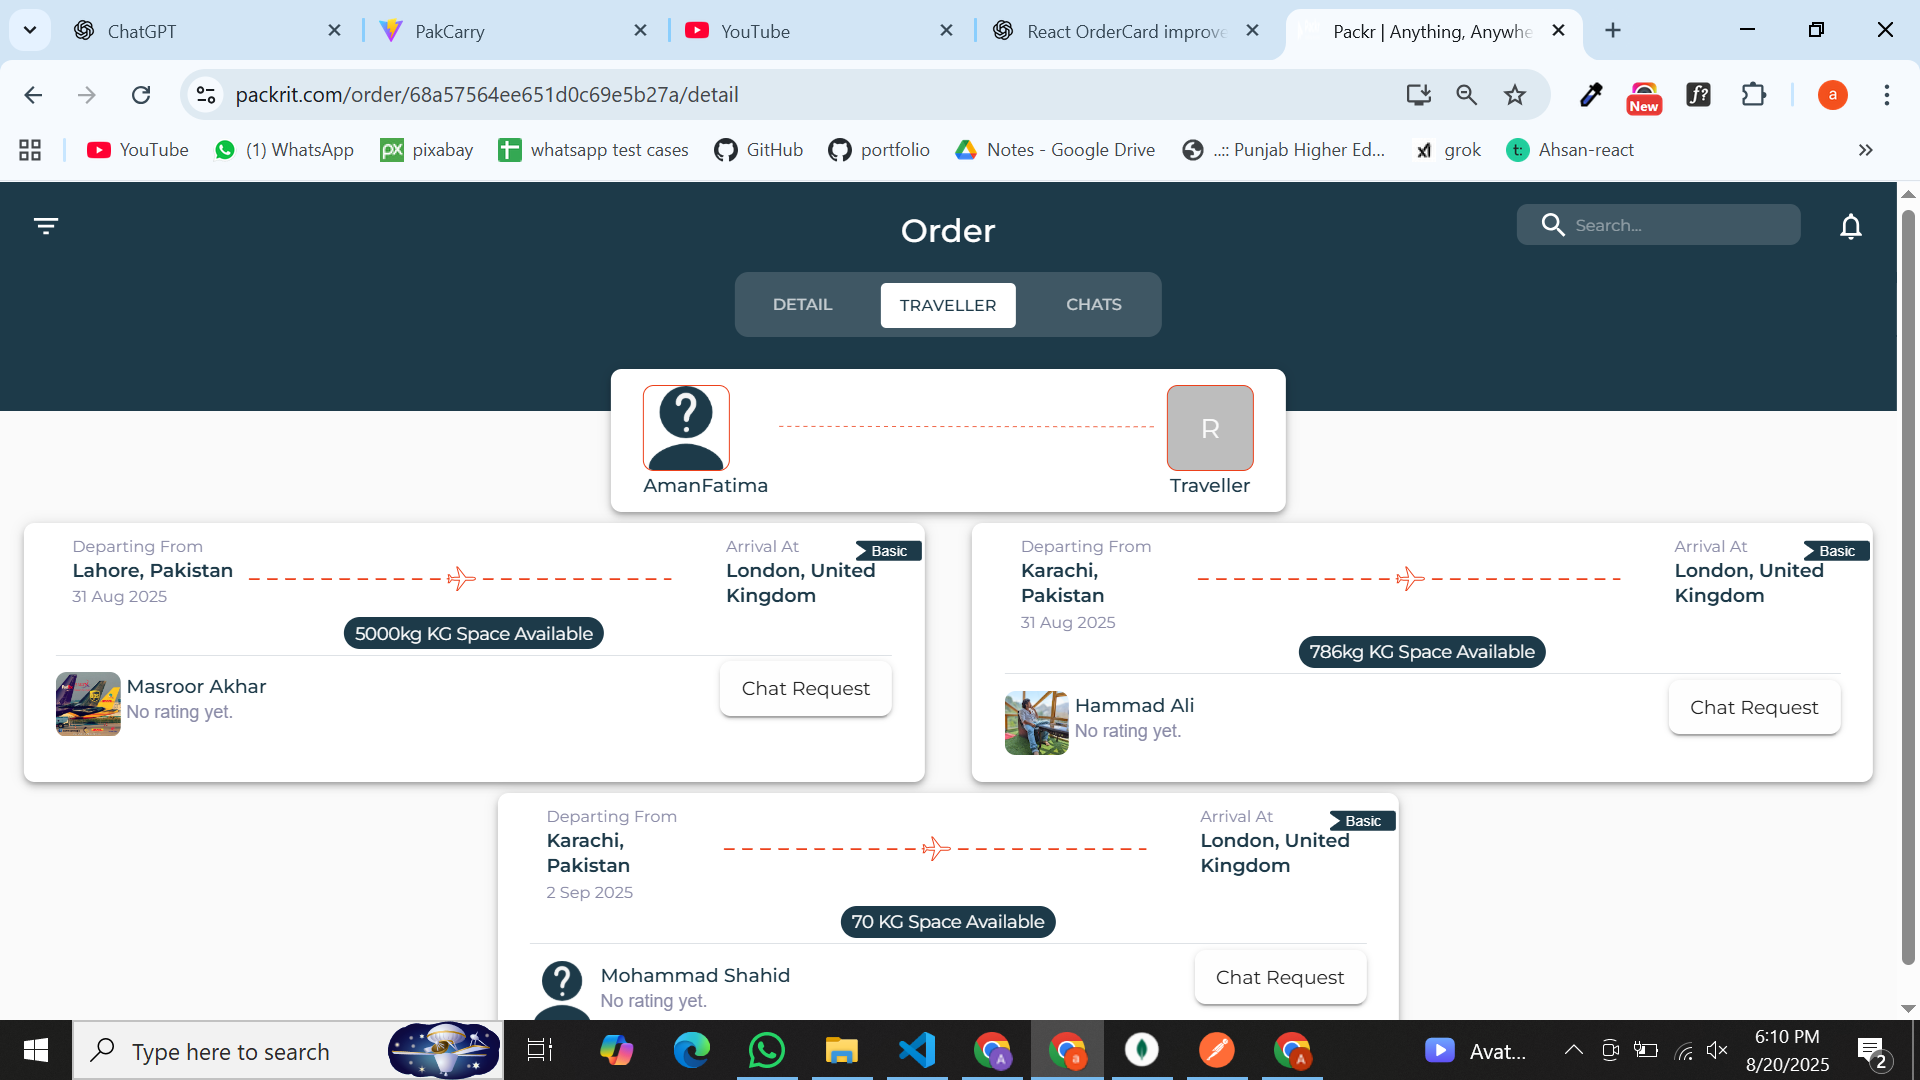 ChatGPT
PakCarry
YouTube
React OrderCard improve
Packr | Anything, Anywhe
packrit.com/order/68a57564ee651d0c69e5b27a/detail
New
f?
a
YouTube
(1) WhatsApp
px
pixabay
whatsapp test cases
GitHub
portfolio
Notes - Google Drive
..:: Punjab Higher Ed...
xI
grok
t:
Ahsan-react
»
Order
Search...
DETAIL
TRAVELLER
CHATS
?
R
AmanFatima
Traveller
Departing From
Lahore, Pakistan
31 Aug 2025
Arrival At
Basic
London, United
Kingdom
5000kg KG Space Available
Masroor Akhar
No rating yet.
Chat Request
Departing From
Karachi,
Pakistan
31 Aug 2025
Arrival At
Basic
London, United
Kingdom
786kg KG Space Available
Hammad Ali
No rating yet.
Chat Request
Departing From
Karachi,
Pakistan
2 Sep 2025
Arrival At
Basic
London, United
Kingdom
70 KG Space Available
?
Mohammad Shahid
No rating yet.
Chat Request
Type here to search
A
a
A
Avat...
6:10 PM
8/20/2025
2